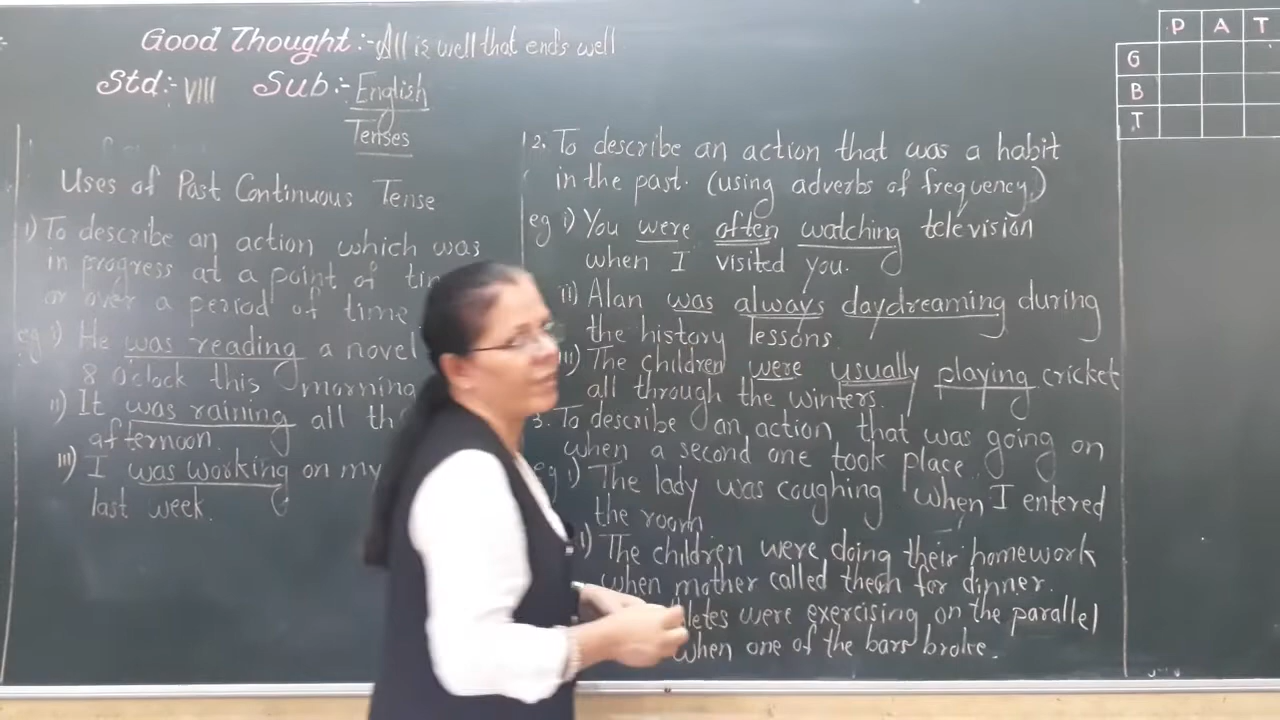 Good Thought :- All is well that ends well
Std:- VIII Sub:- English
Tenses
P A T
G
B
T
Uses of Past Continuous Tense
1) To describe an action which was
in progress at a point of
or over a period of time
eg i) He was reading a novel
8 O'clock this morning
ii) It was raining all
afternoon.
iii) I was working on my
last week.
2. To describe an action that was a habit
in the past. (using adverbs of frequency,)
eg i) You were often watching television
when I visited you.
ii) Alan was always daydreaming during
the history lessons.
The children were usually playing cricket
all through the winters.
3. To describe an action that was going on
when a second one took place.
eg i) The lady was coughing when I entered
the room
The children were doing their homework
when mother called them for dinner.
were exercising on the parallel
when one of the bars broke.